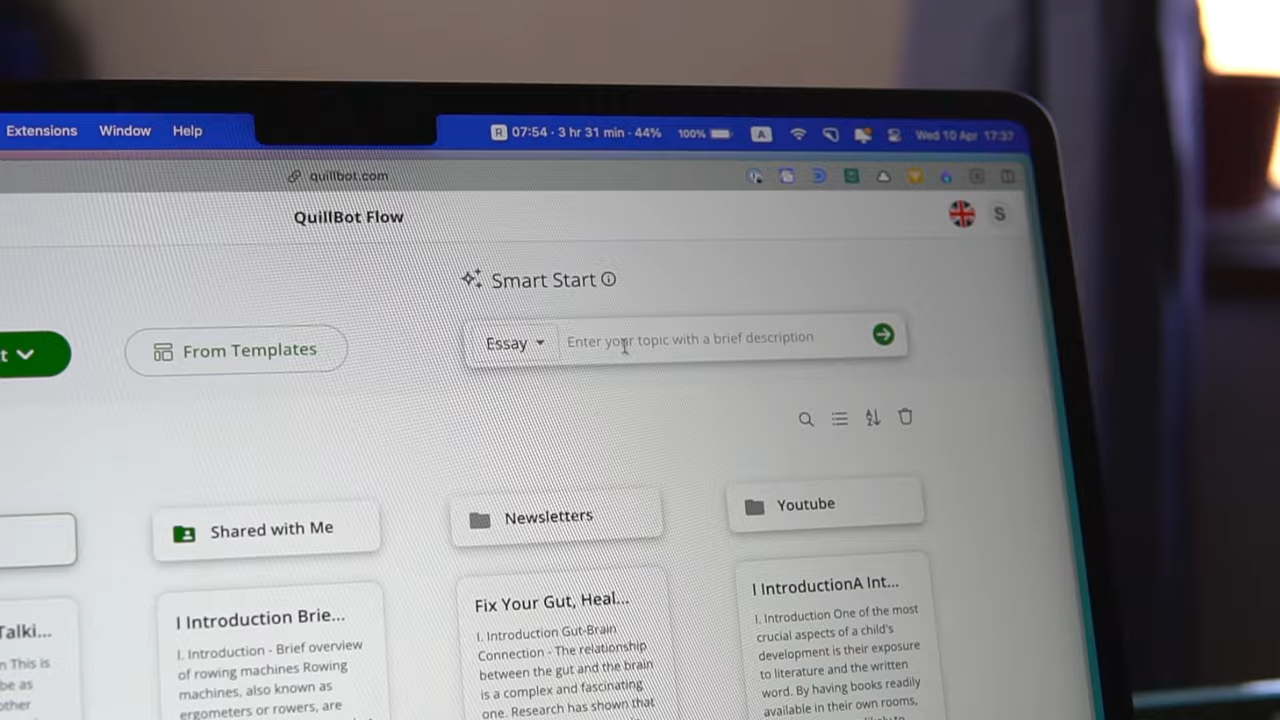 Extensions Window Help
R 07:54 · 3 hr 31 min · 44% 100% A Wed 10 Apr 17:37
quillbot.com
QuillBot Flow
S
Smart Start
t
From Templates
Essay
Enter your topic with a brief description
Shared with Me
Newsletters
Youtube
Talki...
n This is
be as
other
I Introduction Brie...
I. Introduction - Brief overview
of rowing machines Rowing
machines, also known as
ergometers or rowers, are
Fix Your Gut, Heal...
I. Introduction Gut-Brain
Connection - The relationship
between the gut and the brain
is a complex and fascinating
one. Research has shown that
I IntroductionA Int...
I. Introduction One of the most
crucial aspects of a child's
development is their exposure
to literature and the written
word. By having books readily
available in their own rooms,